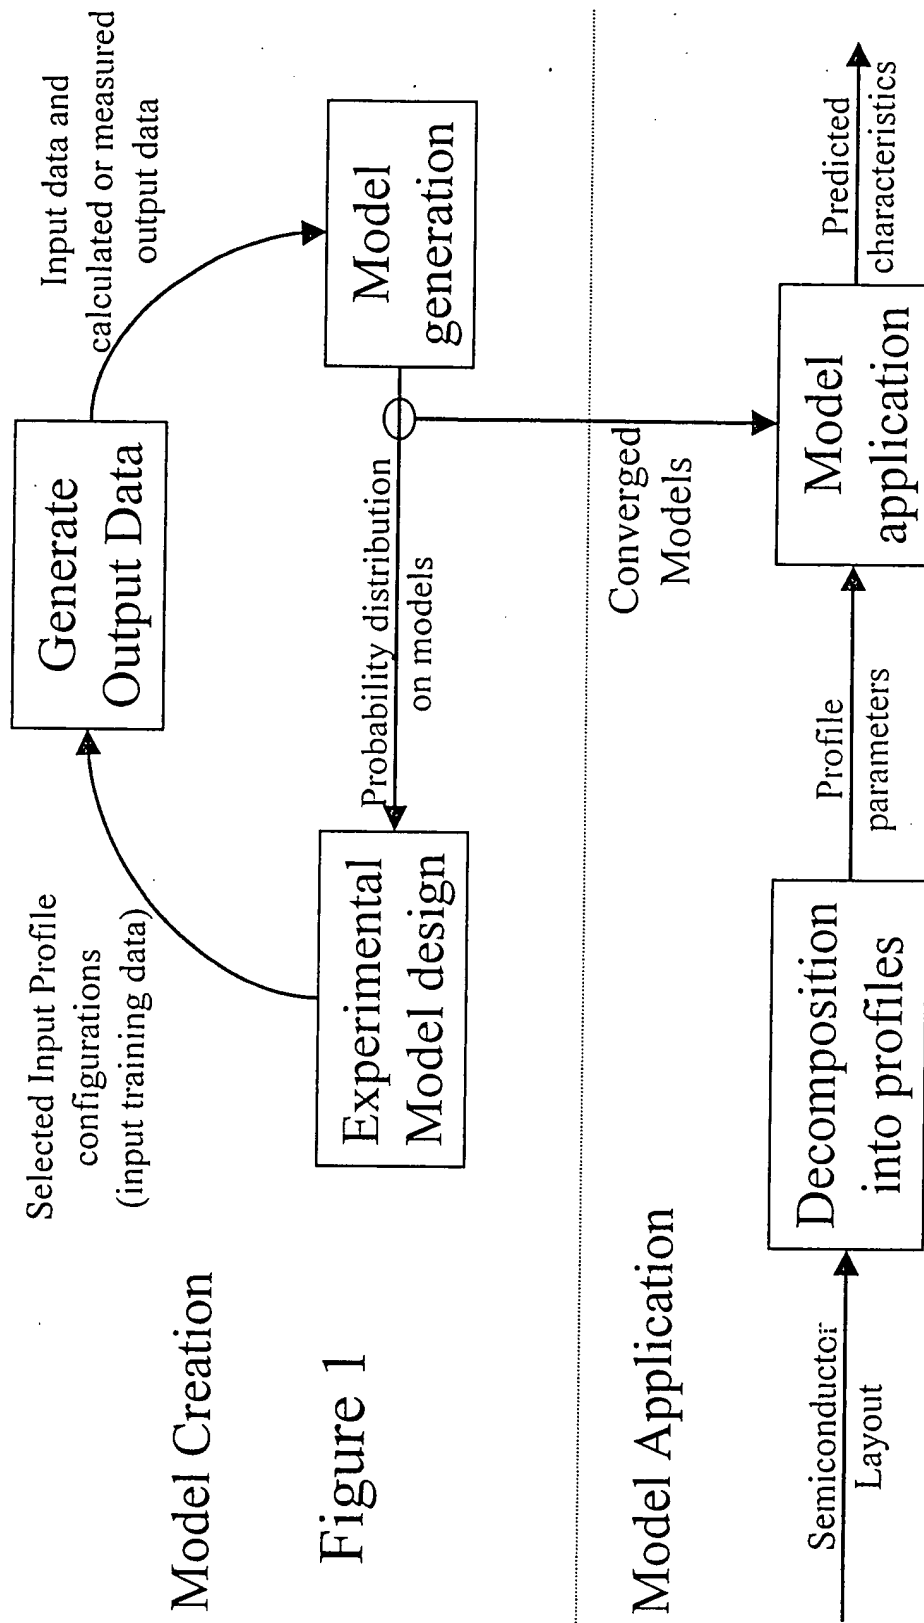 Model Creation
Figure 1
Selected Input Profile
configurations
(input training data)
Generate
Output Data
Input data and
calculated or measured
output data
Experimental
Model design
Probability distribution
on models
Model
generation
Converged
Models
Model Application
Semiconductor
Layout
Decomposition
into profiles
Profile
parameters
Model
application
Predicted
characteristics